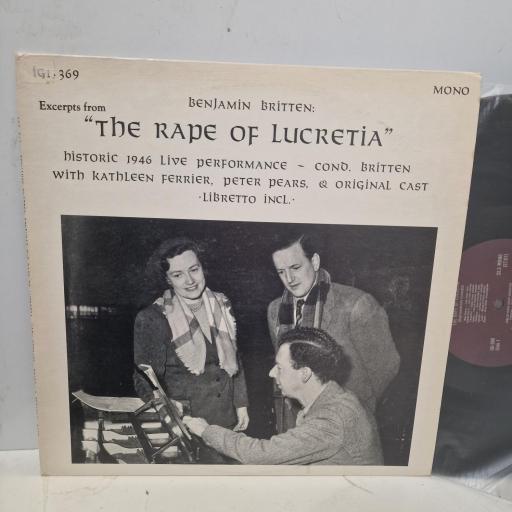 IGI-369
MONO
Excerpts from
BENJAMIN BRITTEN:
"THE RAPE OF LUCRETIA"
HISTORIC 1946 LIVE PERFORMANCE ~ COND. BRITTEN
WITH KATHLEEN FERRIER, PETER PEARS, & ORIGINAL CAST
·LIBRETTO INCL.·